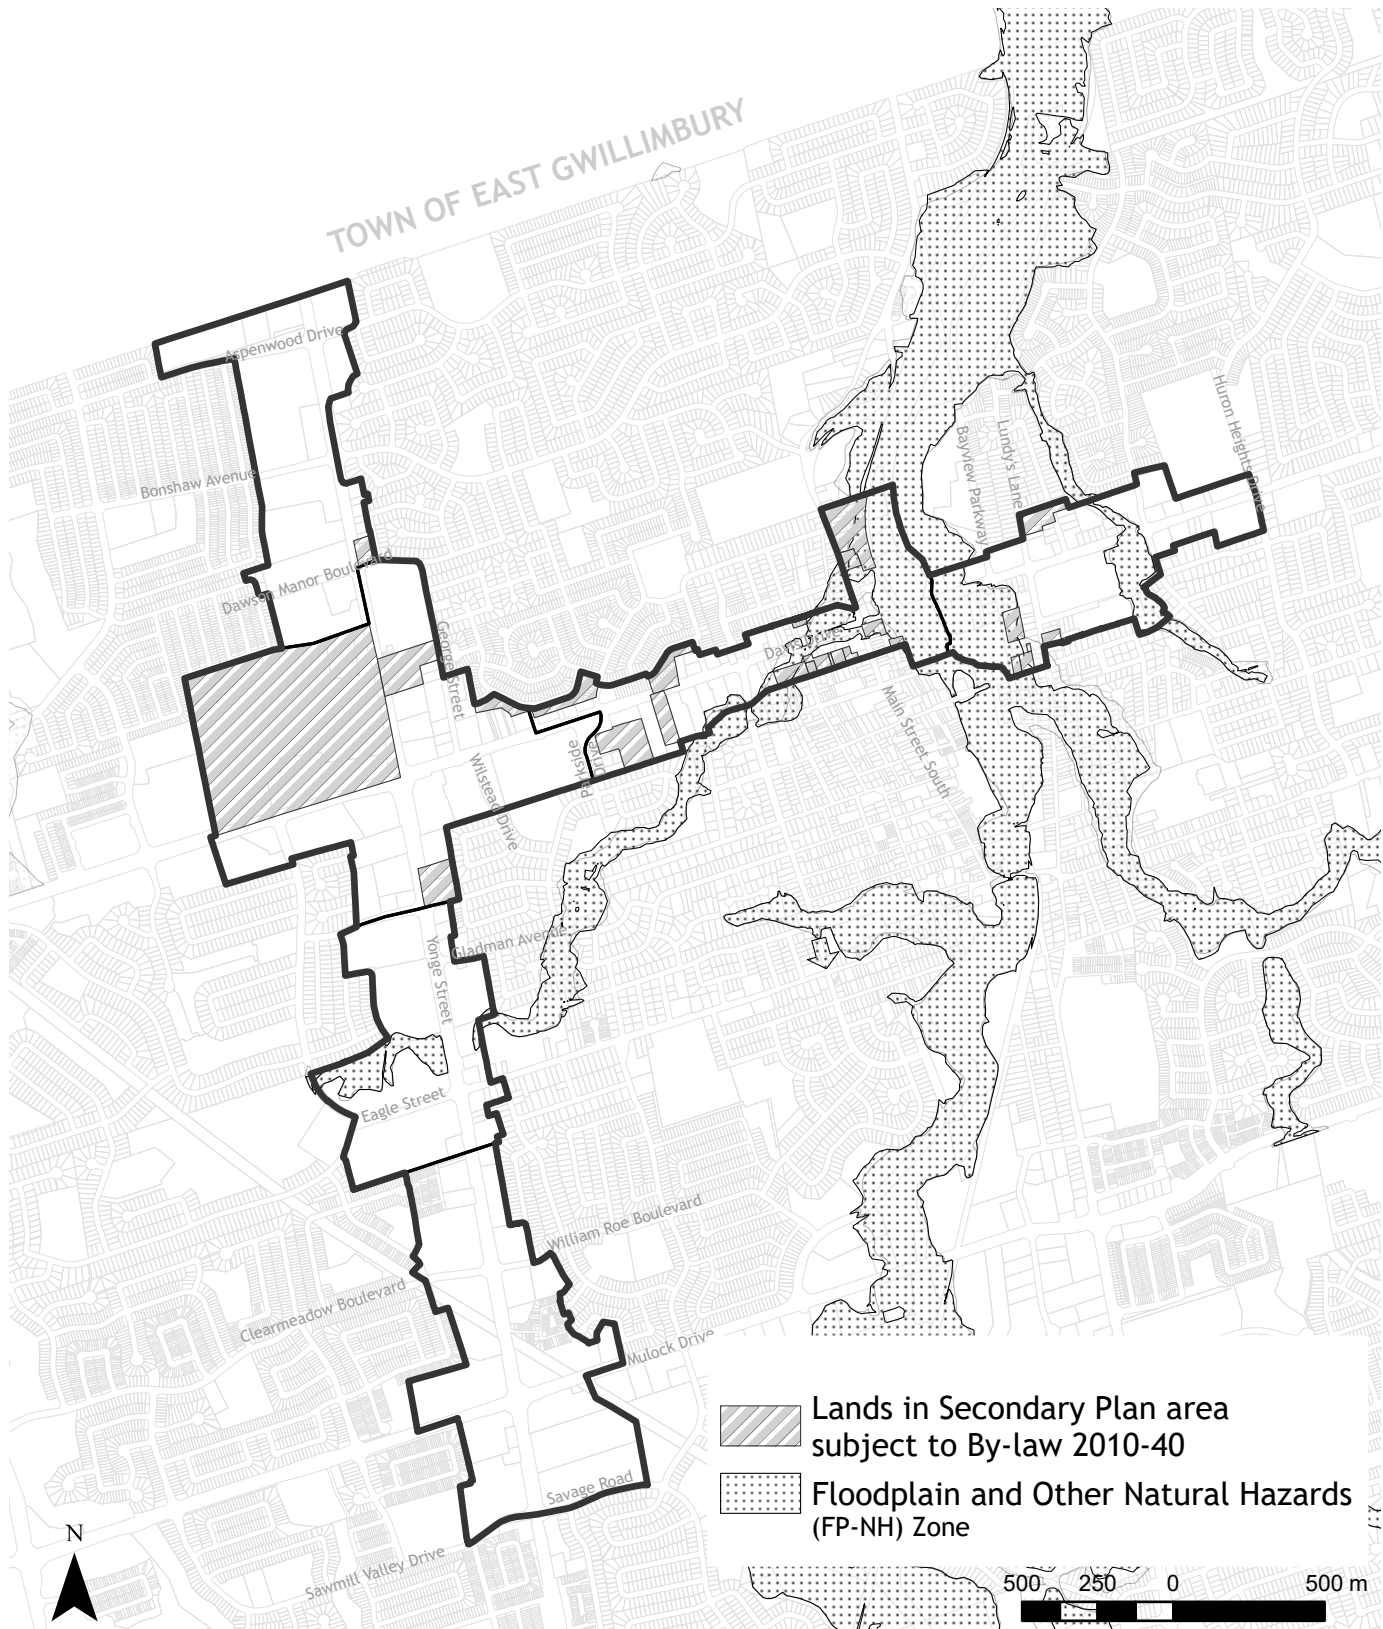 TOWN OF EAST GWILLIMBURY
Aspenwood Drive
Huron Heights Drive
Bonshaw Avenue
Lundy's Lane
Bayview Parkway
Dawson Manor Boulevard
George Street
Davis Drive
Main Street South
Parkside
Drive
Wilstead Drive
Gladman Avenue
Yonge Street
Eagle Street
William Roe Boulevard
Clearmeadow Boulevard
Mulock Drive
Lands in Secondary Plan area
subject to By-law 2010-40
Floodplain and Other Natural Hazards
(FP-NH) Zone
Savage Road
Sawmill Valley Drive
N
500 250 0 500 m